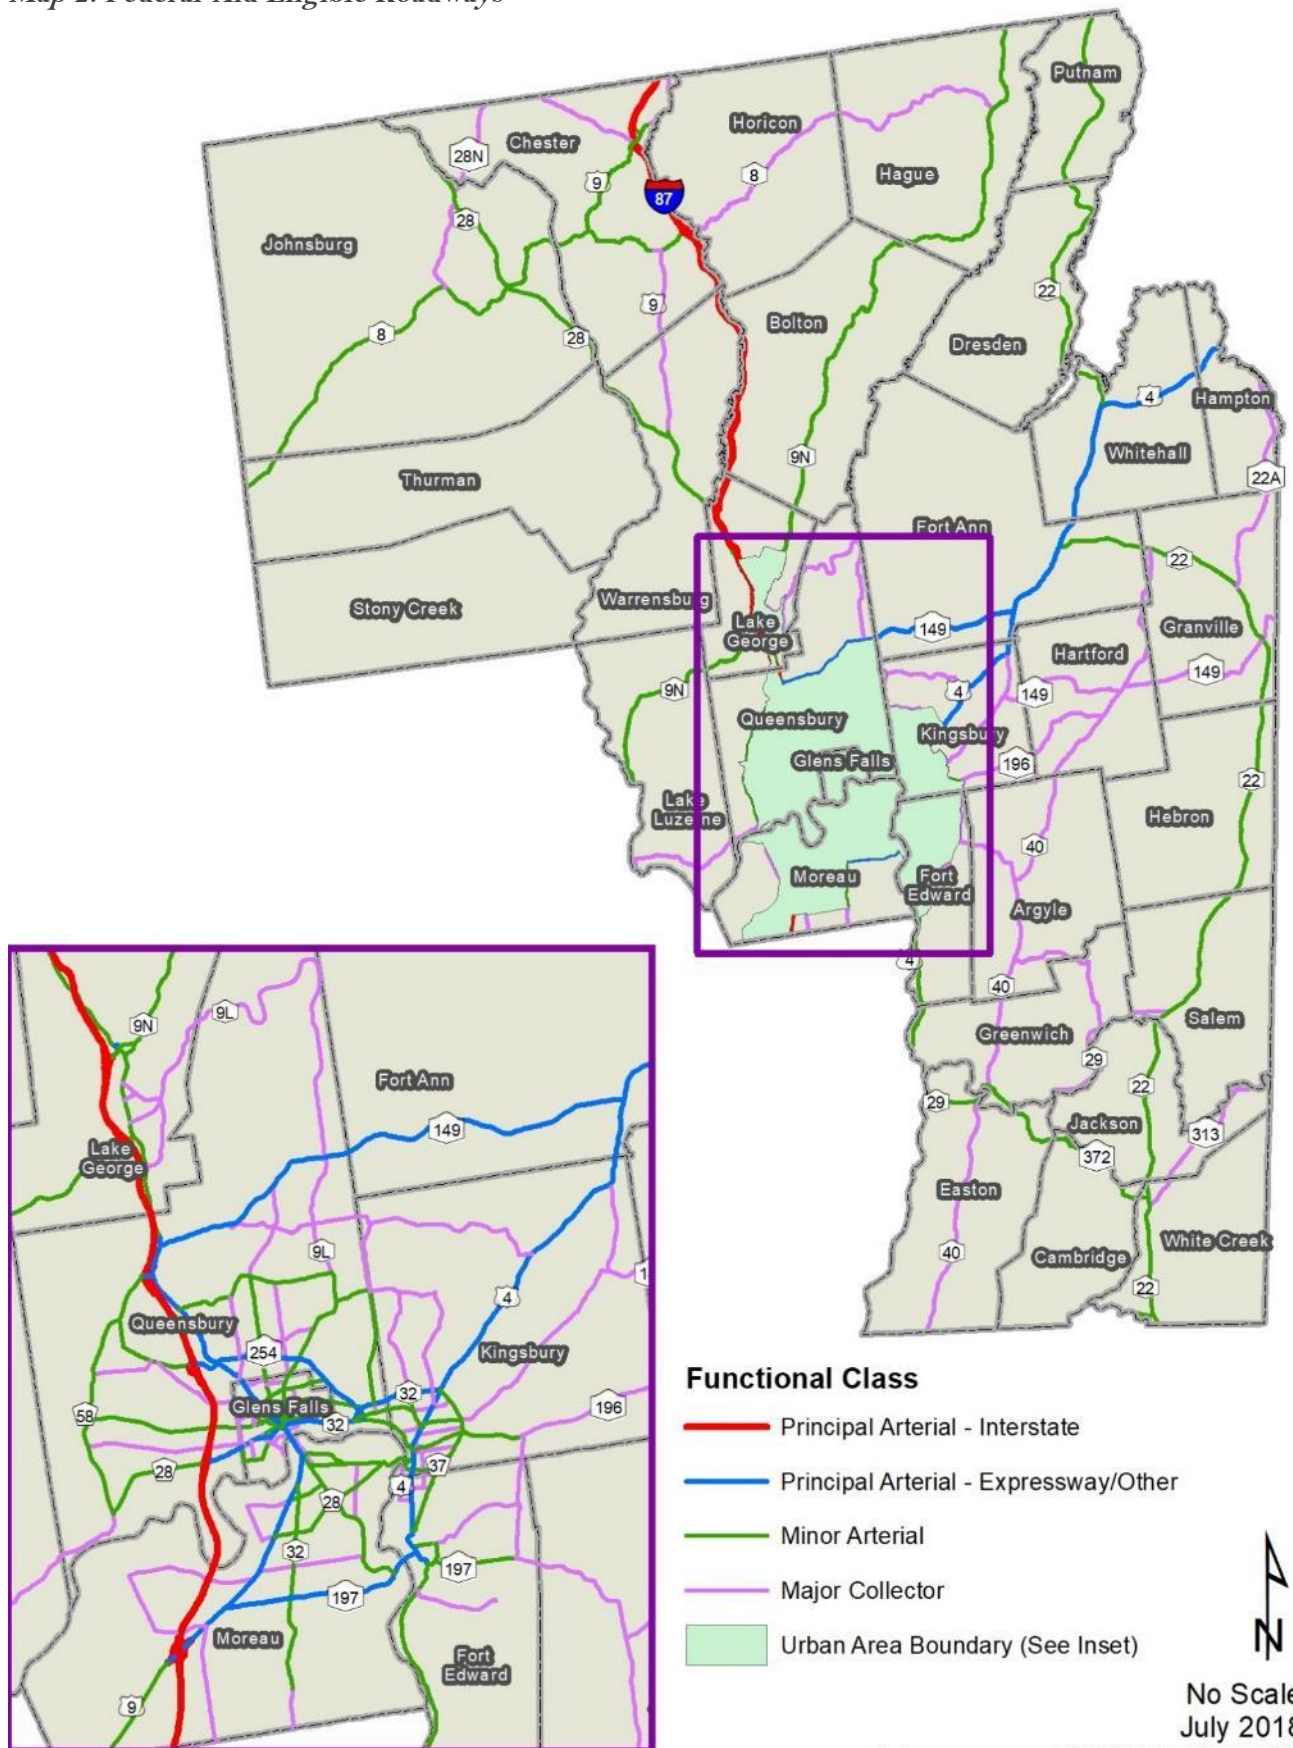 Map 2: Federal-Aid Eligible Roadways
Putnam
Horicon
Chester
28N
8
Hague
9
87
28
Johnsburg
22
9
Bolton
8
28
Dresden
4
Hampton
Whitehall
9N
22A
Thurman
Fort Ann
22
Stony Creek
Warrensburg
Lake
George
149
Granville
Hartford
149
9N
4
149
Queensbury
Kingsbury
Glens Falls
196
22
Lake
Luzerne
Hebron
40
Moreau
Fort
Edward
Argyle
4
40
Salem
Greenwich
29
22
29
Jackson
313
372
Easton
40
Cambridge
White Creek
22
9L
9N
Fort Ann
149
Lake
George
9L
1
4
Queensbury
254
Kingsbury
32
Glens Falls
196
58
32
28
37
4
28
32
197
197
Moreau
Fort
Edward
9
Functional Class
Principal Arterial - Interstate
Principal Arterial - Expressway/Other
Minor Arterial
Major Collector
Urban Area Boundary (See Inset)
N
No Scale
July 2018